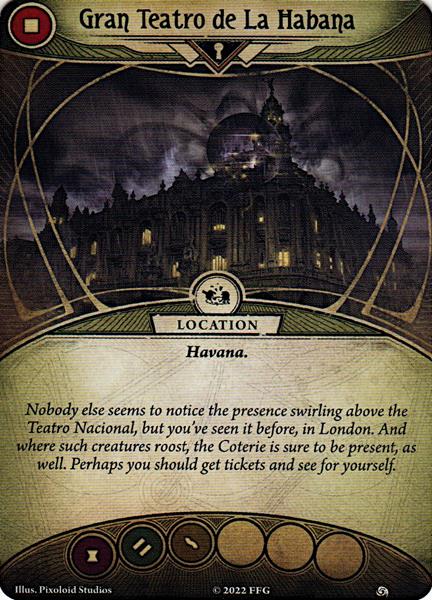 Gran Teatro de La Habana
LOCATION
Havana.
Nobody else seems to notice the presence swirling above the
Teatro Nacional, but you've seen it before, in London. And
where such creatures roost, the Coterie is sure to be present, as
well. Perhaps you should get tickets and see for yourself.
Illus. Pixoloid Studios
© 2022 FFG